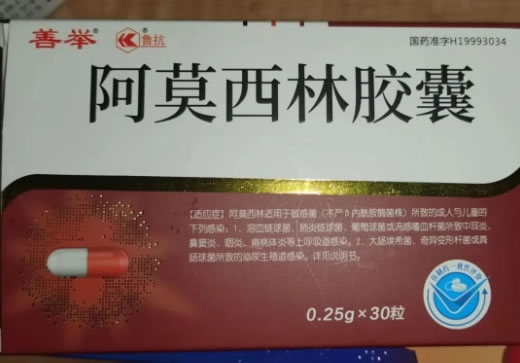 善举® 鲁抗®
国药准字H19993034
阿莫西林胶囊
【适应症】阿莫西林适用于敏感菌（不产β内酰胺酶菌株）所致的成人与儿童的
下列感染：1、溶血链球菌、肺炎链球菌、葡萄球菌或流感嗜血杆菌所致中耳炎、
鼻窦炎、咽炎、扁桃体炎等上呼吸道感染。2、大肠埃希菌、奇异变形杆菌或粪
肠球菌所致的泌尿生殖道感染。详见说明书。
0.25g×30粒